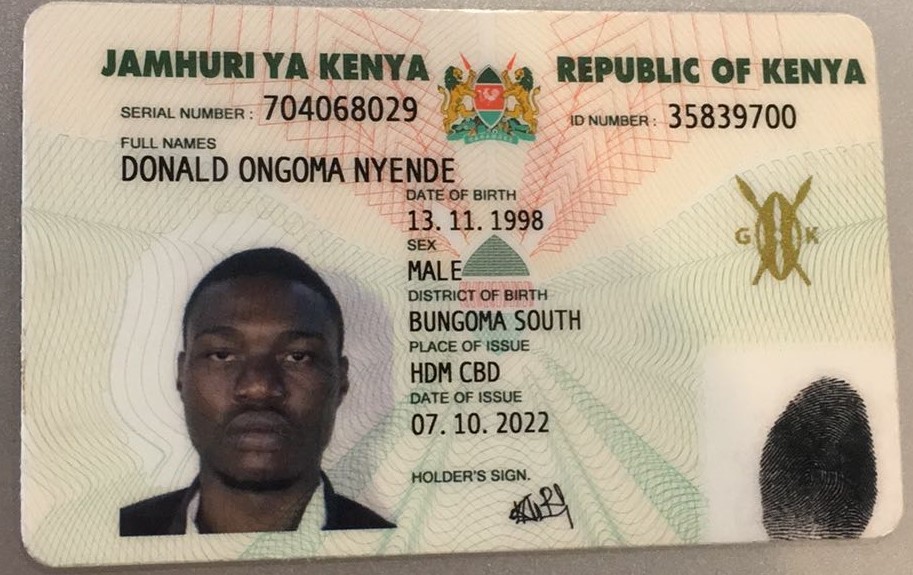 JAMHURI YA KENYA REPUBLIC OF KENYA
SERIAL NUMBER : 704068029 ID NUMBER : 35839700
FULL NAMES
DONALD ONGOMA NYENDE
DATE OF BIRTH
13. 11. 1998
G K
SEX
MALE
DISTRICT OF BIRTH
BUNGOMA SOUTH
PLACE OF ISSUE
HDM CBD
DATE OF ISSUE
07. 10. 2022
HOLDER'S SIGN.